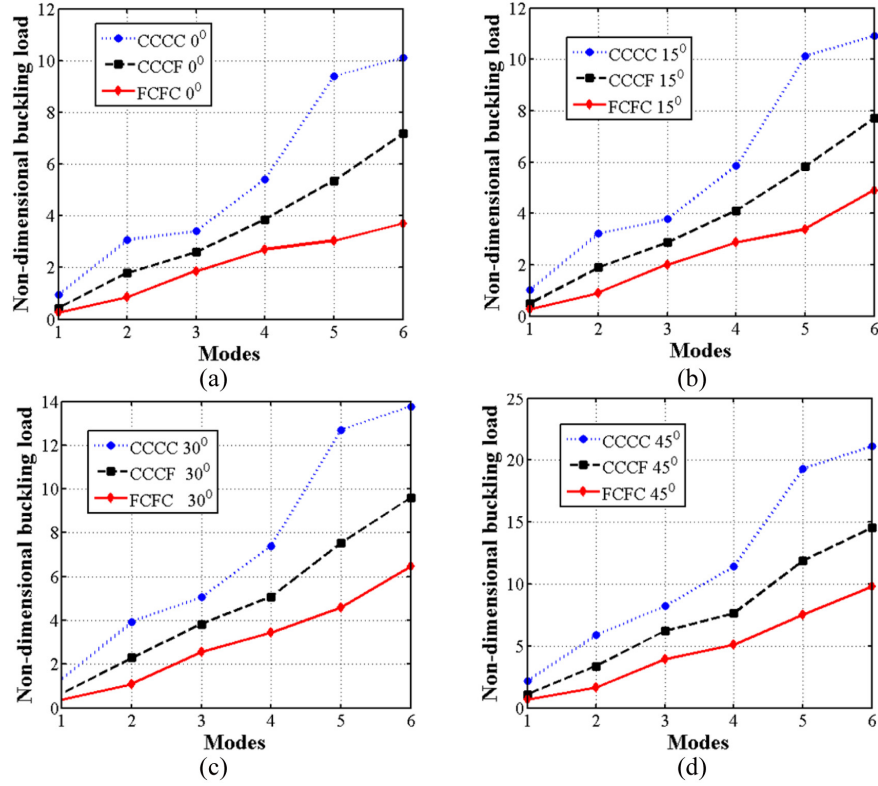 Non-dimensional buckling load
12
10
8
6
4
2
0
CCCC 0⁰
CCCF 0⁰
FCFC 0⁰
1 2 3 4 5 6
Modes
(a)
Non-dimensional buckling load
12
10
8
6
4
2
0
CCCC 15⁰
CCCF 15⁰
FCFC 15⁰
1 2 3 4 5 6
Modes
(b)
Non-dimensional buckling load
14
12
10
8
6
4
2
0
CCCC 30⁰
CCCF 30⁰
FCFC 30⁰
1 2 3 4 5 6
Modes
(c)
Non-dimensional buckling load
25
20
15
10
5
0
CCCC 45⁰
CCCF 45⁰
FCFC 45⁰
1 2 3 4 5 6
Modes
(d)